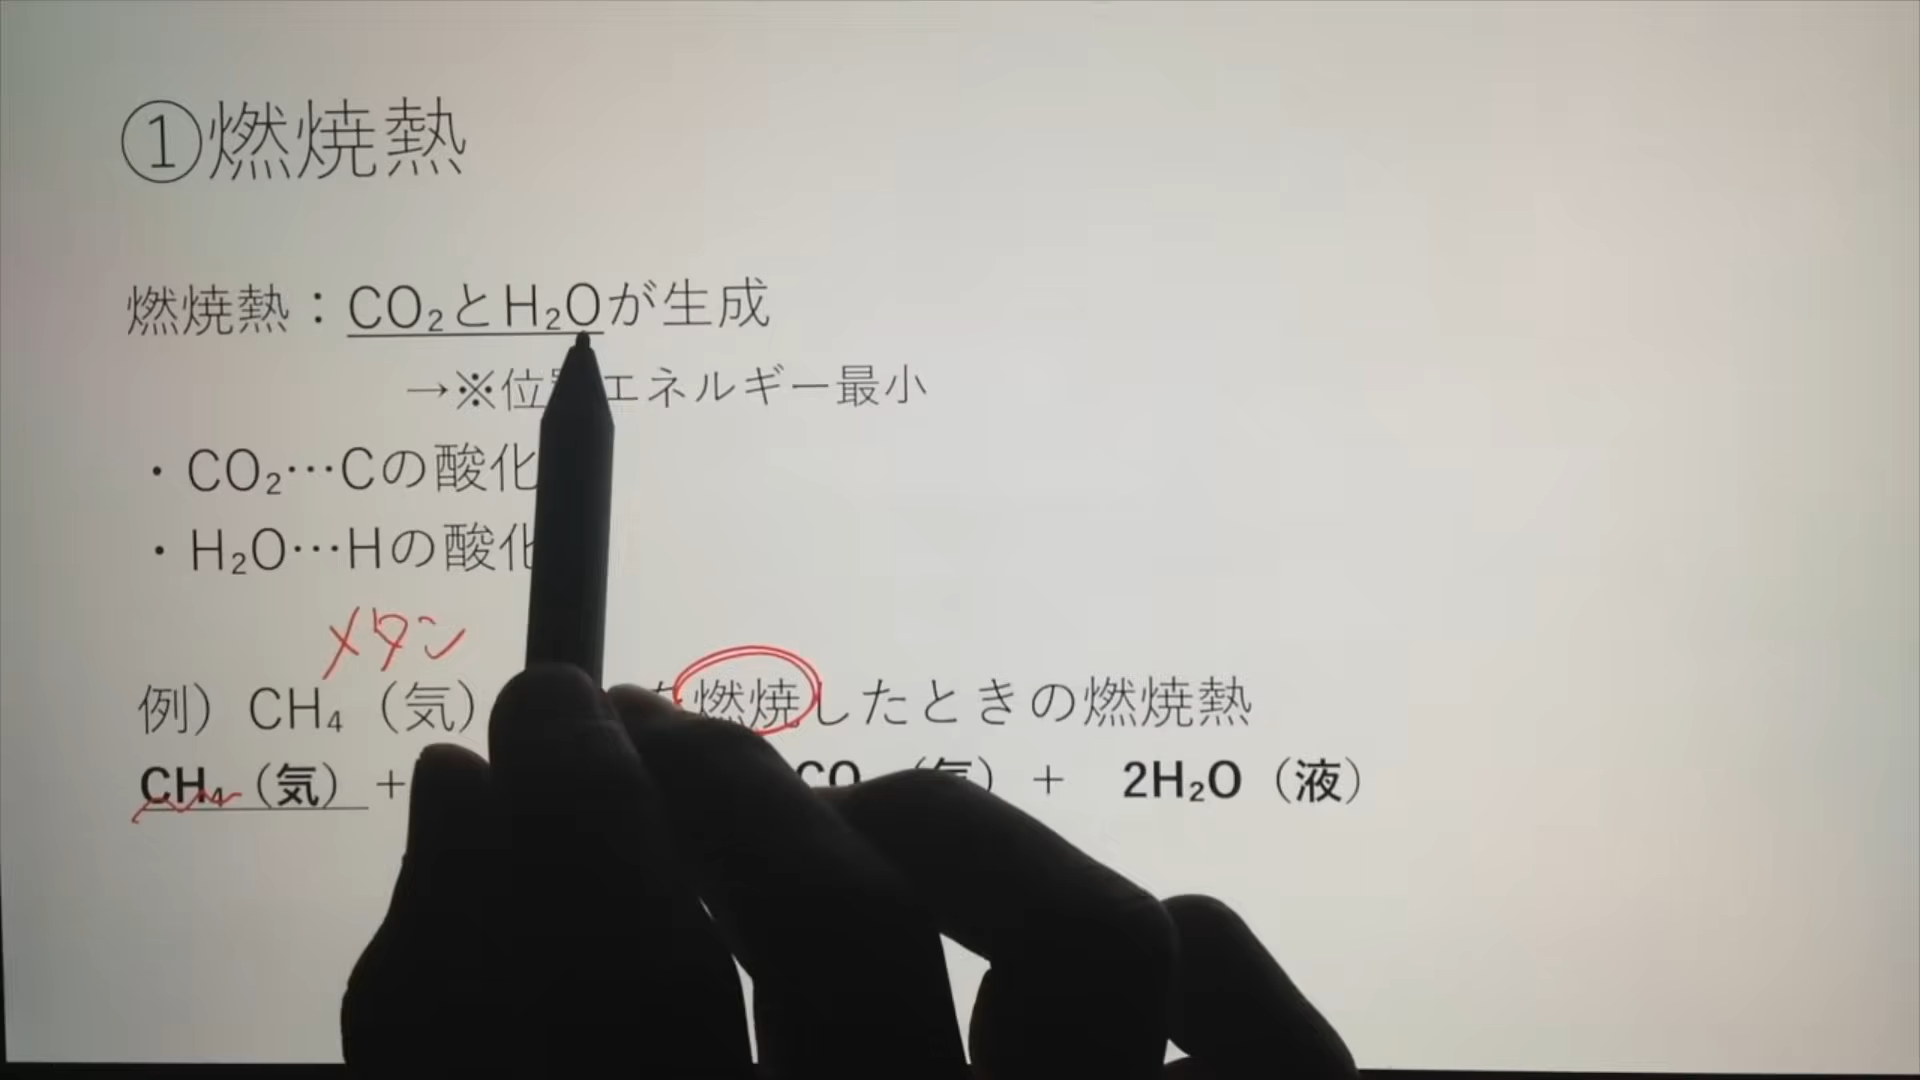 ①燃焼熱
燃焼熱：CO₂とH₂Oが生成
→※位 エネルギー最小
・CO₂…Cの酸化
・H₂O…Hの酸化
メタン
例）CH₄（気） 燃焼したときの燃焼熱
CH₄（気）＋ CO （気）＋ 2H₂O（液）